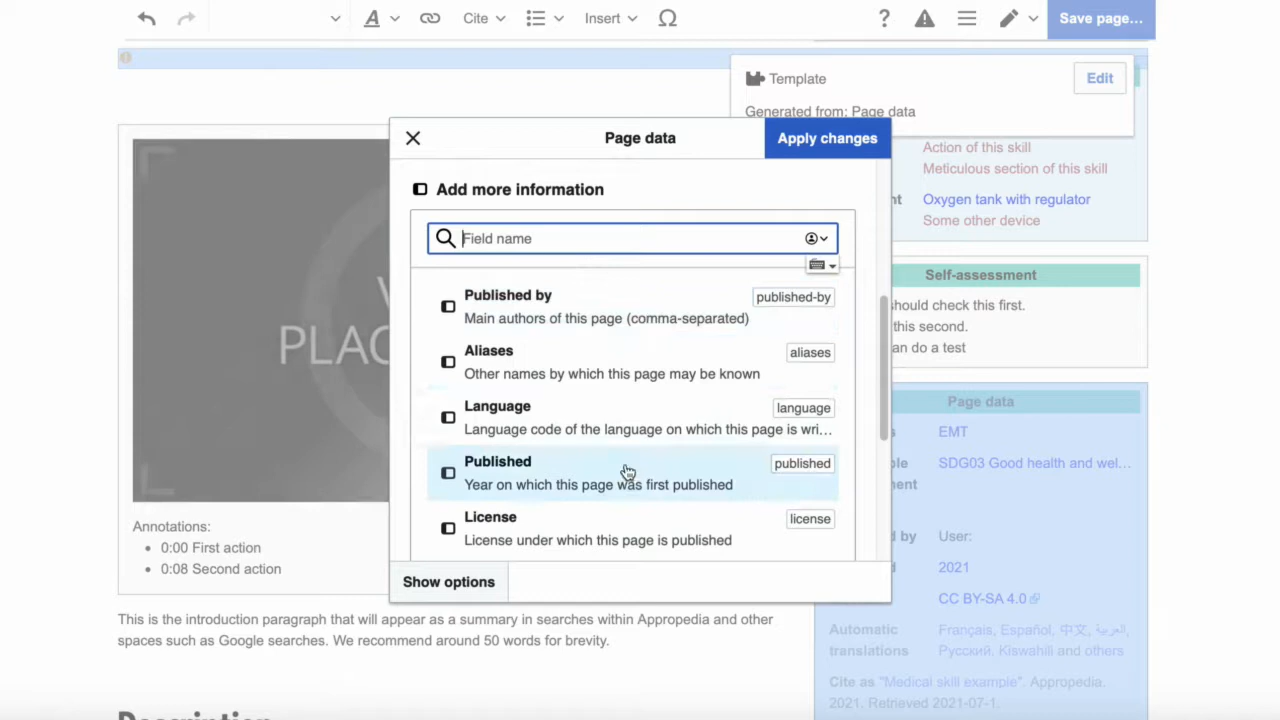 Cite
Insert
Ω
?
Save page...
Template
Edit
Generated from: Page data
Page data
Apply changes
Action of this skill
Meticulous section of this skill
Oxygen tank with regulator
Some other device
Add more information
Field name
Published by
published-by
Main authors of this page (comma-separated)
Aliases
aliases
Other names by which this page may be known
Language
language
Language code of the language on which this page is wri...
Published
published
Year on which this page was first published
License
license
License under which this page is published
Show options
Self-assessment
should check this first.
this second.
an do a test
Page data
EMT
SDG03 Good health and wel...
by
User:
2021
CC BY-SA 4.0
Automatic
translations
Français, Español, 中文, العربية,
Русский, Kiswahili and others
Cite as "Medical skill example". Appropedia.
2021. Retrieved 2021-07-1.
PLAC
Annotations:
0:00 First action
0:08 Second action
This is the introduction paragraph that will appear as a summary in searches within Appropedia and other
spaces such as Google searches. We recommend around 50 words for brevity.
Description